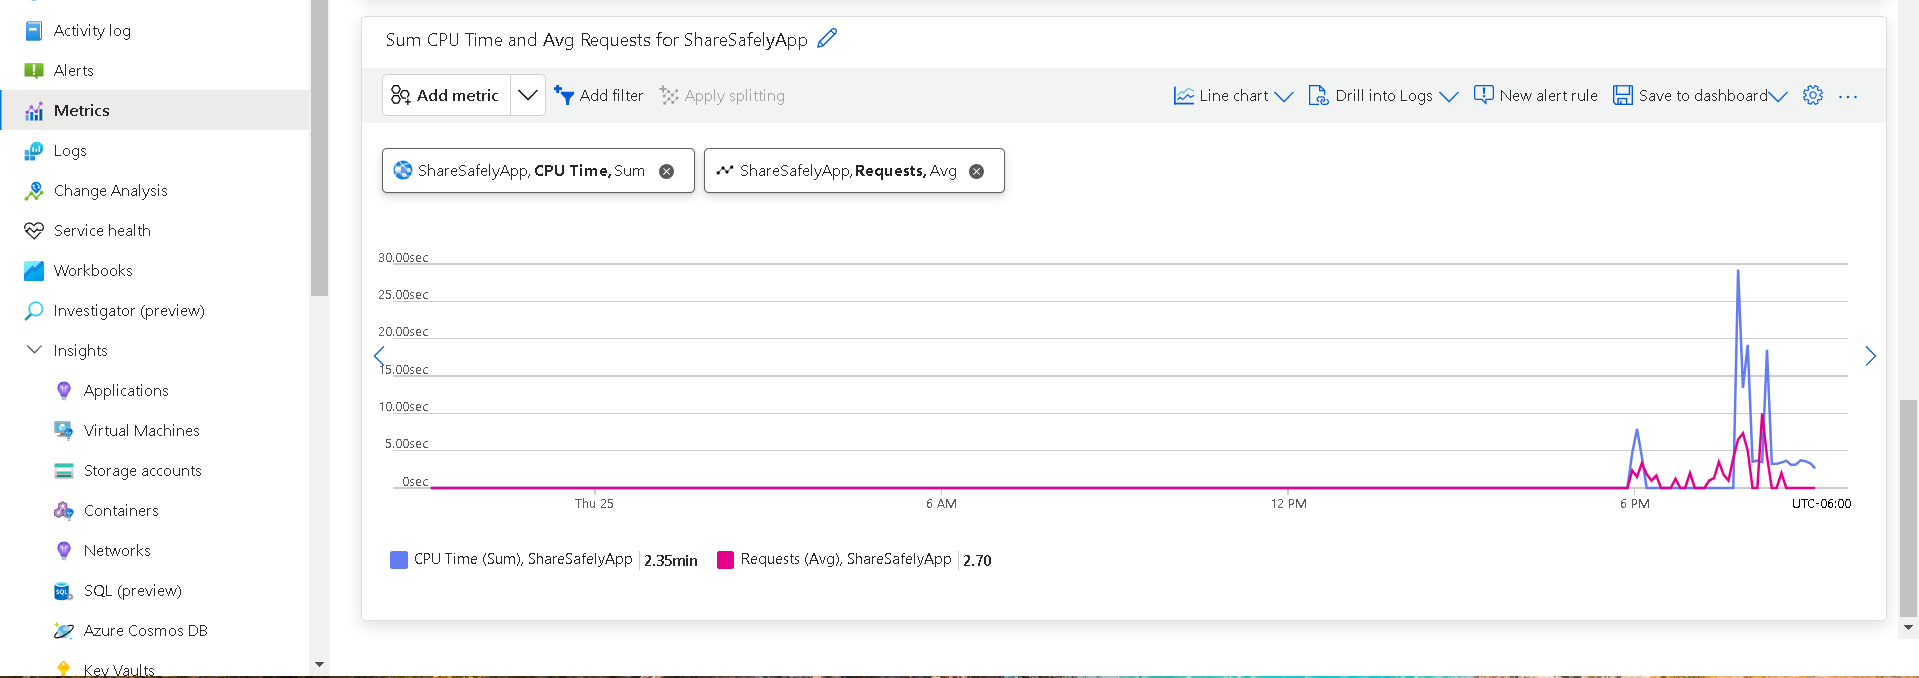 Activity log
Alerts
Metrics
Logs
Change Analysis
Service health
Workbooks
Investigator (preview)
Insights
Applications
Virtual Machines
Storage accounts
Containers
Networks
SQL (preview)
Azure Cosmos DB
Key Vaults
Sum CPU Time and Avg Requests for ShareSafelyApp
Add metric Add filter Apply splitting Line chart Drill into Logs New alert rule Save to dashboard ...
ShareSafelyApp, CPU Time, Sum ShareSafelyApp, Requests, Avg
30.00sec
25.00sec
20.00sec
15.00sec
10.00sec
5.00sec
0sec
Thu 25 6 AM 12 PM 6 PM UTC-06:00
CPU Time (Sum), ShareSafelyApp 2.35min Requests (Avg), ShareSafelyApp 2.70